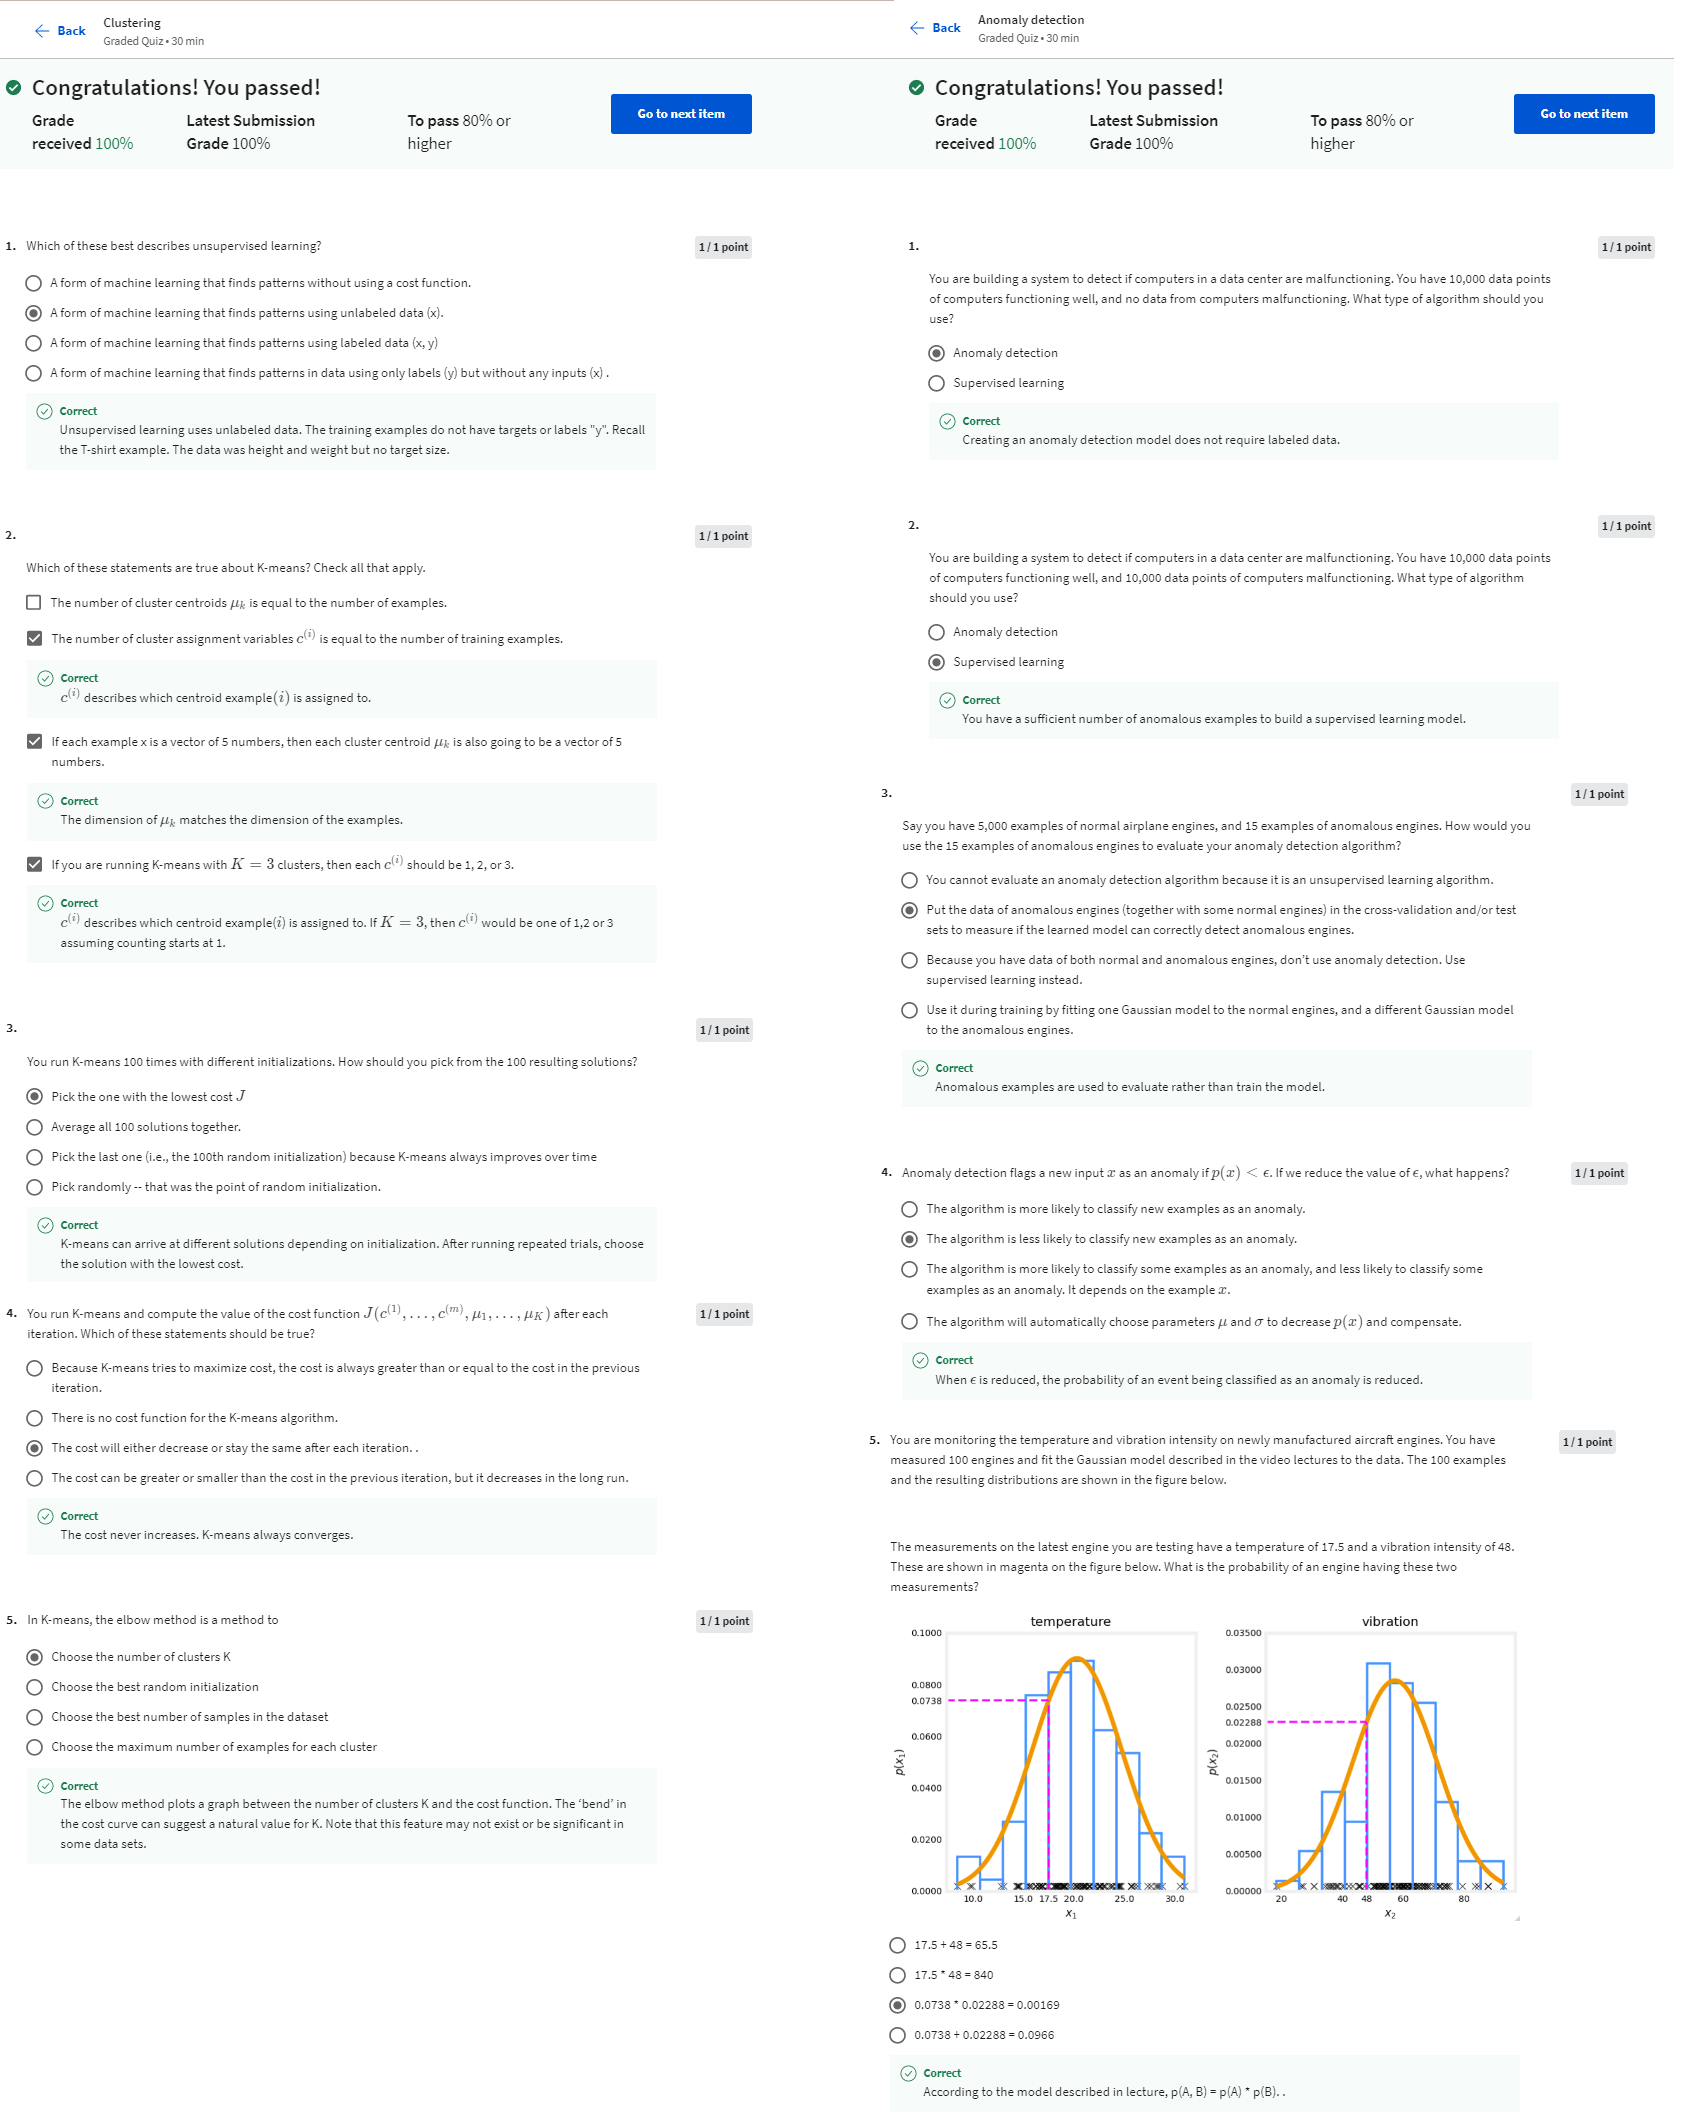 Back
Clustering
Graded Quiz • 30 min
Congratulations! You passed!
Grade received 100%
Latest Submission Grade 100%
To pass 80% or higher
Go to next item
1. Which of these best describes unsupervised learning?
1 / 1 point
A form of machine learning that finds patterns without using a cost function.
A form of machine learning that finds patterns using unlabeled data (x).
A form of machine learning that finds patterns using labeled data (x, y)
A form of machine learning that finds patterns in data using only labels (y) but without any inputs (x) .
Correct
Unsupervised learning uses unlabeled data. The training examples do not have targets or labels "y". Recall
the T-shirt example. The data was height and weight but no target size.
2.
1 / 1 point
Which of these statements are true about K-means? Check all that apply.
The number of cluster centroids μₖ is equal to the number of examples.
The number of cluster assignment variables c⁽ⁱ⁾ is equal to the number of training examples.
Correct
c⁽ⁱ⁾ describes which centroid example(i) is assigned to.
If each example x is a vector of 5 numbers, then each cluster centroid μₖ is also going to be a vector of 5
numbers.
Correct
The dimension of μₖ matches the dimension of the examples.
If you are running K-means with K = 3 clusters, then each c⁽ⁱ⁾ should be 1, 2, or 3.
Correct
c⁽ⁱ⁾ describes which centroid example(i) is assigned to. If K = 3, then c⁽ⁱ⁾ would be one of 1,2 or 3
assuming counting starts at 1.
3.
1 / 1 point
You run K-means 100 times with different initializations. How should you pick from the 100 resulting solutions?
Pick the one with the lowest cost J
Average all 100 solutions together.
Pick the last one (i.e., the 100th random initialization) because K-means always improves over time
Pick randomly -- that was the point of random initialization.
Correct
K-means can arrive at different solutions depending on initialization. After running repeated trials, choose
the solution with the lowest cost.
4. You run K-means and compute the value of the cost function J(c⁽¹⁾, . . . , c⁽ᵐ⁾, μ₁, . . . , μK) after each
1 / 1 point
iteration. Which of these statements should be true?
Because K-means tries to maximize cost, the cost is always greater than or equal to the cost in the previous
iteration.
There is no cost function for the K-means algorithm.
The cost will either decrease or stay the same after each iteration. .
The cost can be greater or smaller than the cost in the previous iteration, but it decreases in the long run.
Correct
The cost never increases. K-means always converges.
5. In K-means, the elbow method is a method to
1 / 1 point
Choose the number of clusters K
Choose the best random initialization
Choose the best number of samples in the dataset
Choose the maximum number of examples for each cluster
Correct
The elbow method plots a graph between the number of clusters K and the cost function. The ‘bend’ in
the cost curve can suggest a natural value for K. Note that this feature may not exist or be significant in
some data sets.
Back
Anomaly detection
Graded Quiz • 30 min
Congratulations! You passed!
Grade received 100%
Latest Submission Grade 100%
To pass 80% or higher
Go to next item
1.
1 / 1 point
You are building a system to detect if computers in a data center are malfunctioning. You have 10,000 data points
of computers functioning well, and no data from computers malfunctioning. What type of algorithm should you
use?
Anomaly detection
Supervised learning
Correct
Creating an anomaly detection model does not require labeled data.
2.
1 / 1 point
You are building a system to detect if computers in a data center are malfunctioning. You have 10,000 data points
of computers functioning well, and 10,000 data points of computers malfunctioning. What type of algorithm
should you use?
Anomaly detection
Supervised learning
Correct
You have a sufficient number of anomalous examples to build a supervised learning model.
3.
1 / 1 point
Say you have 5,000 examples of normal airplane engines, and 15 examples of anomalous engines. How would you
use the 15 examples of anomalous engines to evaluate your anomaly detection algorithm?
You cannot evaluate an anomaly detection algorithm because it is an unsupervised learning algorithm.
Put the data of anomalous engines (together with some normal engines) in the cross-validation and/or test
sets to measure if the learned model can correctly detect anomalous engines.
Because you have data of both normal and anomalous engines, don’t use anomaly detection. Use
supervised learning instead.
Use it during training by fitting one Gaussian model to the normal engines, and a different Gaussian model
to the anomalous engines.
Correct
Anomalous examples are used to evaluate rather than train the model.
4. Anomaly detection flags a new input x as an anomaly if p(x) < ϵ. If we reduce the value of ϵ, what happens?
1 / 1 point
The algorithm is more likely to classify new examples as an anomaly.
The algorithm is less likely to classify new examples as an anomaly.
The algorithm is more likely to classify some examples as an anomaly, and less likely to classify some
examples as an anomaly. It depends on the example x.
The algorithm will automatically choose parameters μ and σ to decrease p(x) and compensate.
Correct
When ϵ is reduced, the probability of an event being classified as an anomaly is reduced.
5. You are monitoring the temperature and vibration intensity on newly manufactured aircraft engines. You have
1 / 1 point
measured 100 engines and fit the Gaussian model described in the video lectures to the data. The 100 examples
and the resulting distributions are shown in the figure below.
The measurements on the latest engine you are testing have a temperature of 17.5 and a vibration intensity of 48.
These are shown in magenta on the figure below. What is the probability of an engine having these two
measurements?
temperature
0.1000
0.0800
0.0738
0.0600
0.0400
0.0200
0.0000
p(x₁)
10.0 15.0 17.5 20.0 25.0 30.0
x₁
vibration
0.03500
0.03000
0.02500
0.02288
0.02000
0.01500
0.01000
0.00500
0.00000
p(x₂)
20 40 48 60 80
x₂
17.5 + 48 = 65.5
17.5 * 48 = 840
0.0738 * 0.02288 = 0.00169
0.0738 + 0.02288 = 0.0966
Correct
According to the model described in lecture, p(A, B) = p(A) * p(B). .